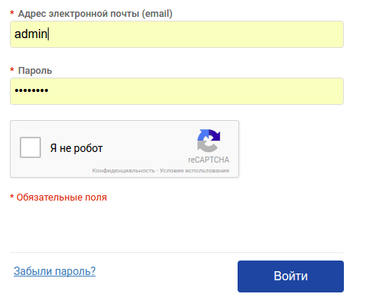 * Адрес электронной почты (email)
admin
* Пароль
••••••••
Я не робот
reCAPTCHA
Конфиденциальность - Условия использования
* Обязательные поля
Забыли пароль?
Войти